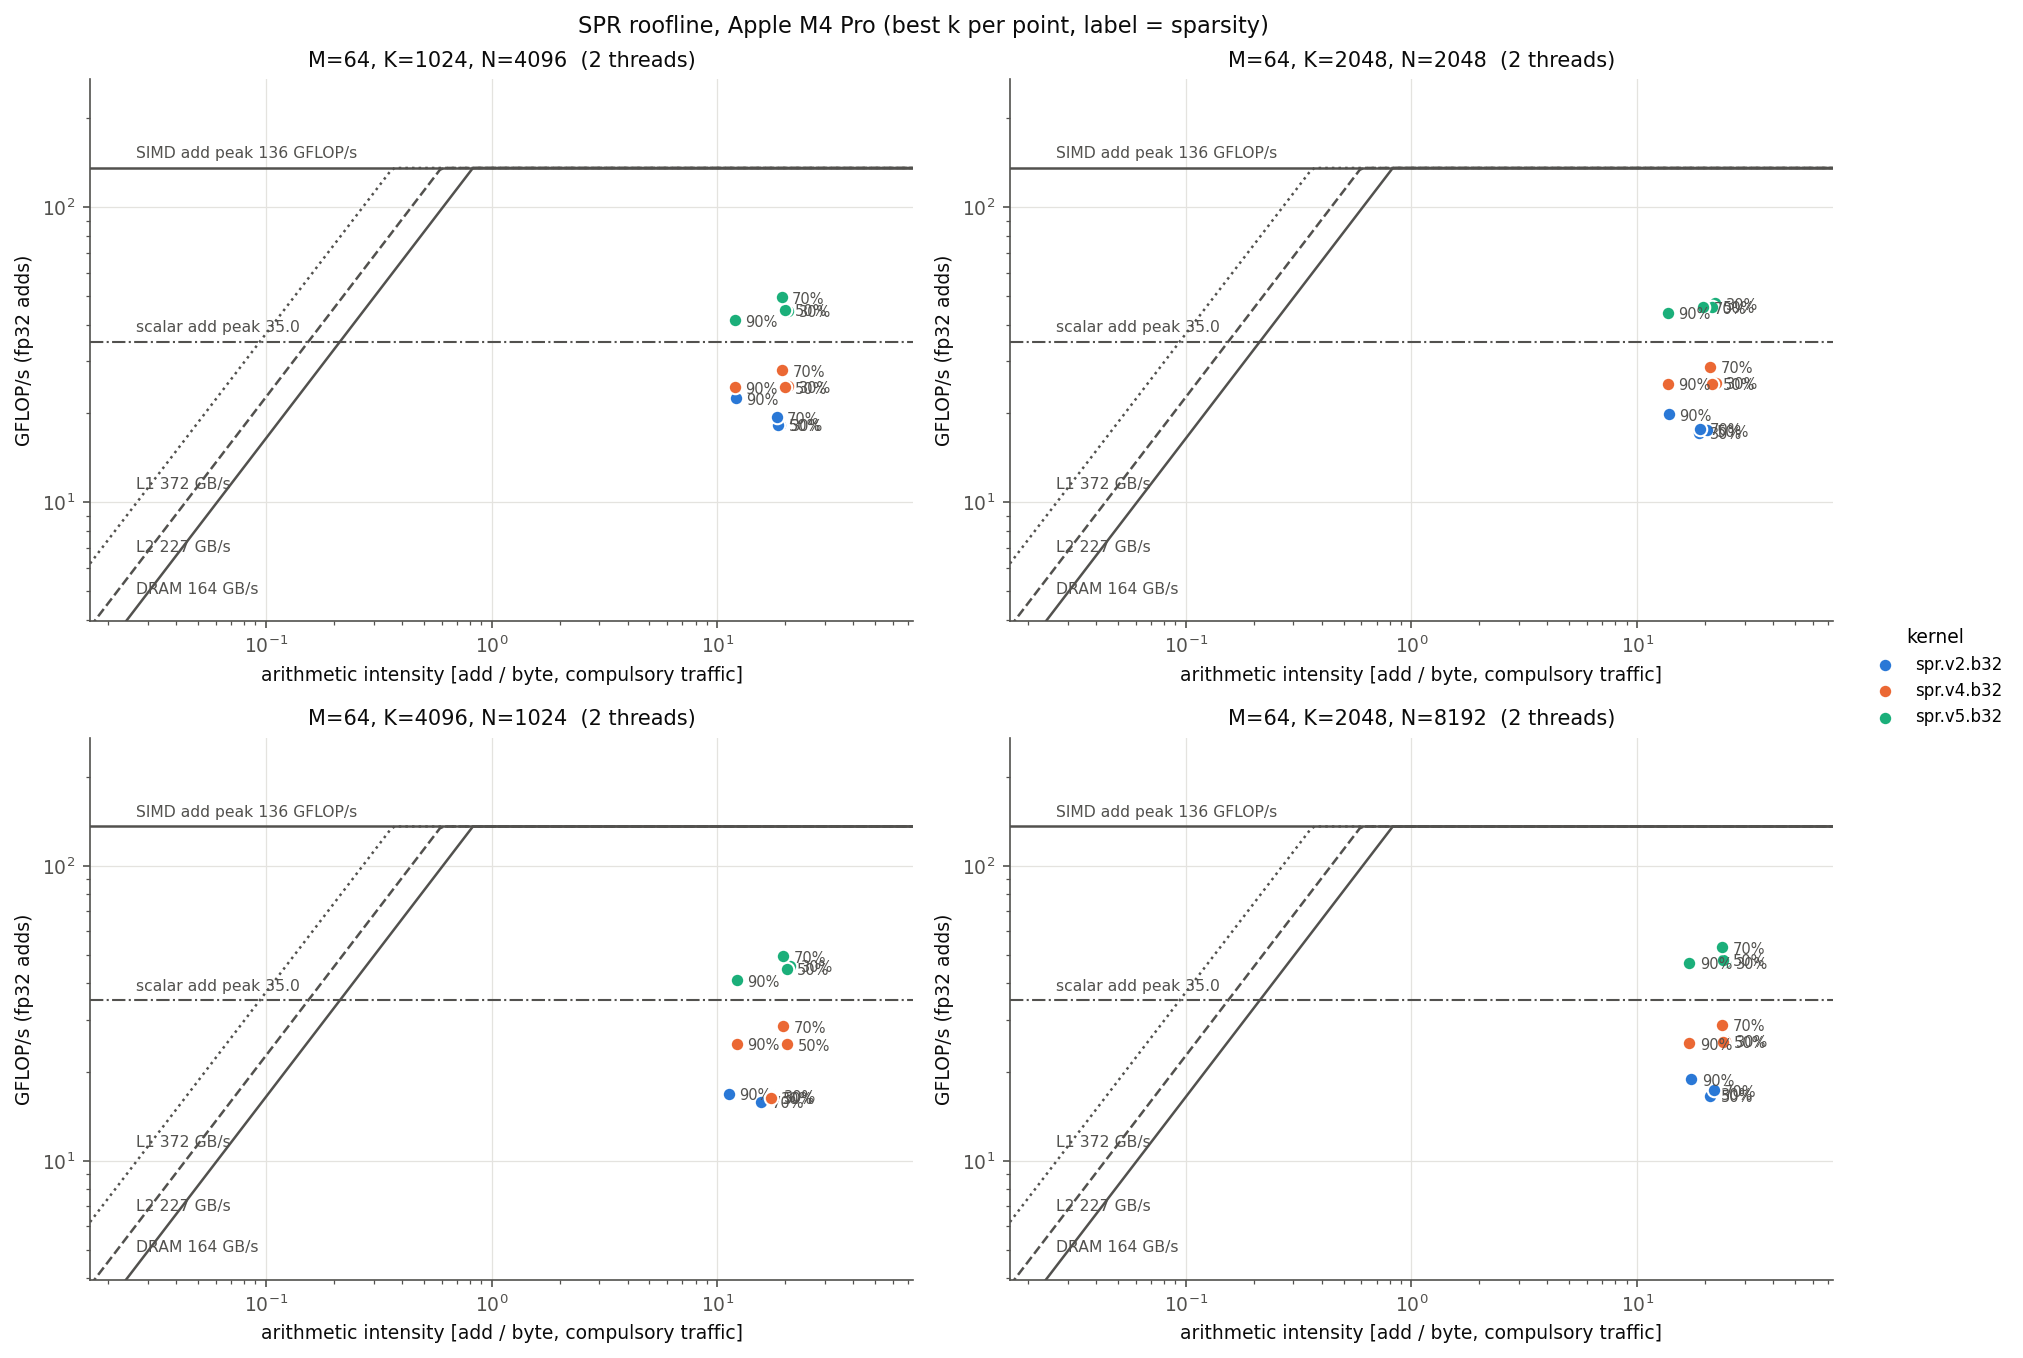 SPR roofline, Apple M4 Pro (best k per point, label = sparsity)
M=64, K=1024, N=4096 (2 threads)
GFLOP/s (fp32 adds)
10²
10¹
SIMD add peak 136 GFLOP/s
scalar add peak 35.0
L1 372 GB/s
L2 227 GB/s
DRAM 164 GB/s
70%
90%
70%
90%
50%
90%
70%
10⁻¹
10⁰
10¹
arithmetic intensity [add / byte, compulsory traffic]
M=64, K=2048, N=2048 (2 threads)
GFLOP/s (fp32 adds)
10²
10¹
SIMD add peak 136 GFLOP/s
scalar add peak 35.0
L1 372 GB/s
L2 227 GB/s
DRAM 164 GB/s
90%
70%
90%
90%
10⁻¹
10⁰
10¹
arithmetic intensity [add / byte, compulsory traffic]
kernel
spr.v2.b32
spr.v4.b32
spr.v5.b32
M=64, K=4096, N=1024 (2 threads)
GFLOP/s (fp32 adds)
10²
10¹
SIMD add peak 136 GFLOP/s
scalar add peak 35.0
L1 372 GB/s
L2 227 GB/s
DRAM 164 GB/s
70%
30%
50%
90%
70%
90%
50%
90%
70%
10⁻¹
10⁰
10¹
arithmetic intensity [add / byte, compulsory traffic]
M=64, K=2048, N=8192 (2 threads)
GFLOP/s (fp32 adds)
10²
10¹
SIMD add peak 136 GFLOP/s
scalar add peak 35.0
L1 372 GB/s
L2 227 GB/s
DRAM 164 GB/s
70%
50%
90%
30%
70%
90%
90%
70%
10⁻¹
10⁰
10¹
arithmetic intensity [add / byte, compulsory traffic]